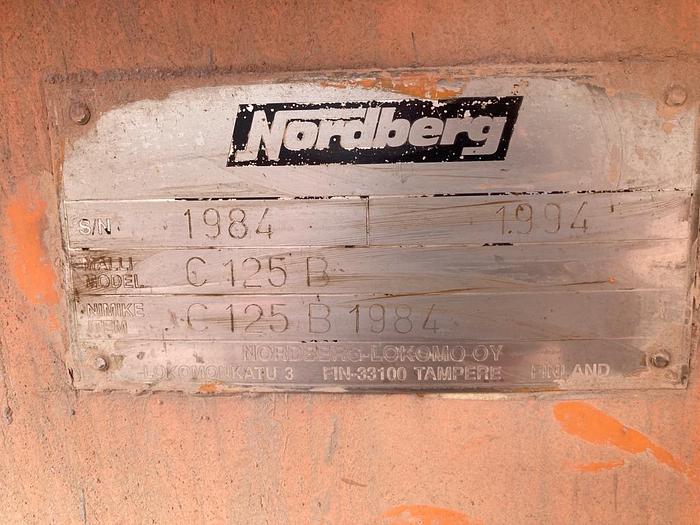 Nordberg
S/N 1984 1994
MALLI
MODEL C 125 B
NIMIKE
ITEM C 125 B 1984
NORDBERG-LOKOMO OY
LOKOMONKATU 3 FIN-33100 TAMPERE FINLAND